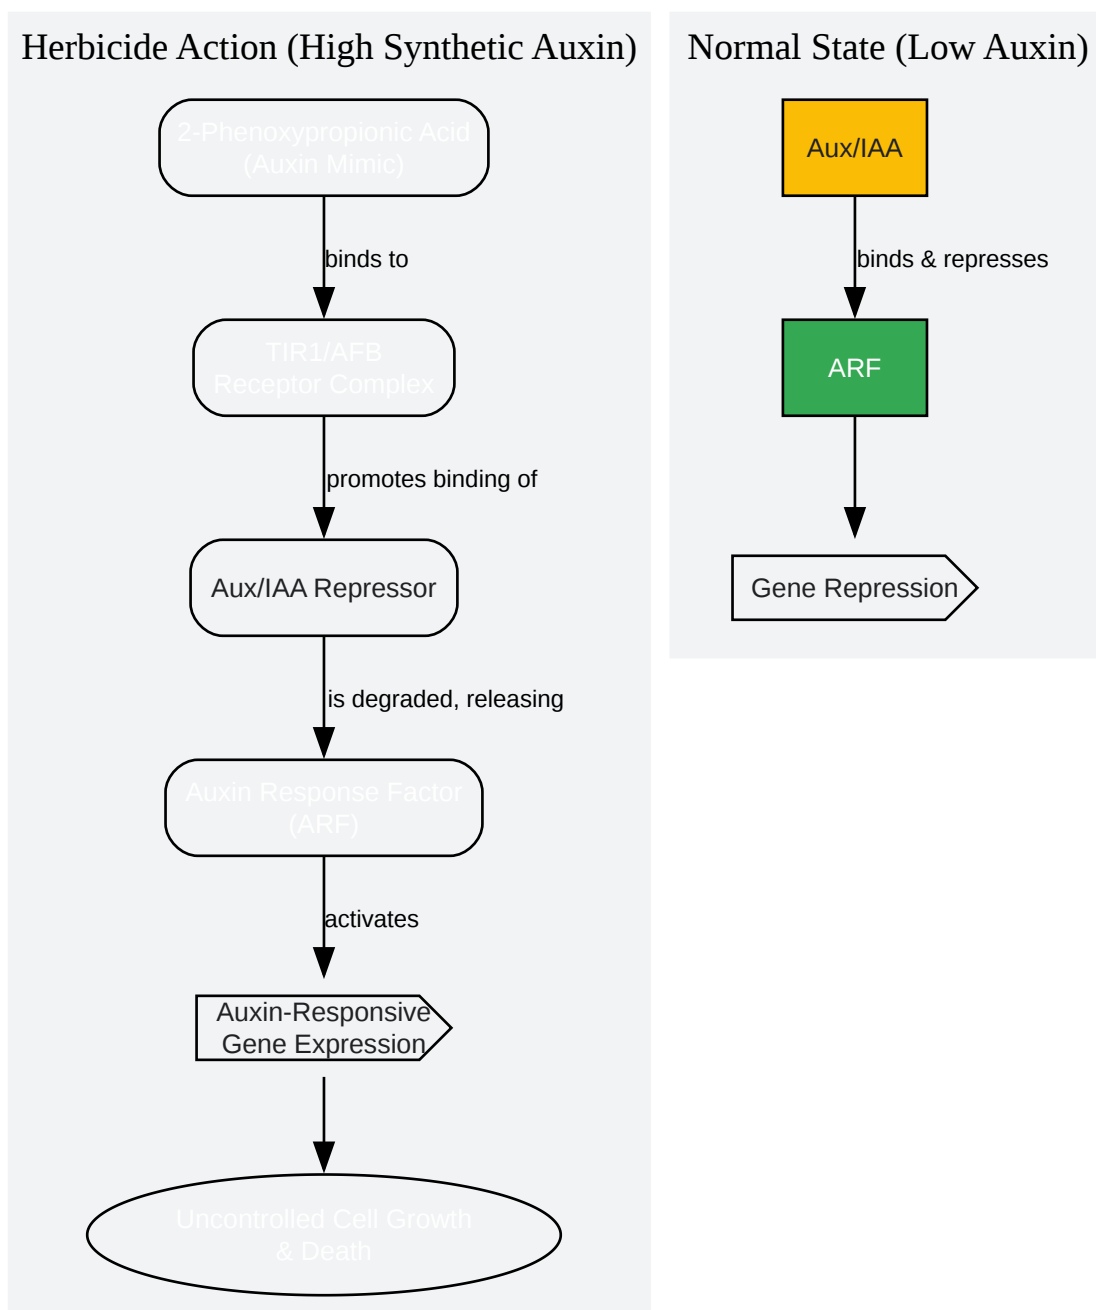 Herbicide Action (High Synthetic Auxin)
2-Phenoxypropionic Acid
(Auxin Mimic)
binds to
TIR1/AFB
Receptor Complex
promotes binding of
Aux/IAA Repressor
is degraded, releasing
Auxin Response Factor
(ARF)
activates
Auxin-Responsive
Gene Expression
Uncontrolled Cell Growth
& Death
Normal State (Low Auxin)
Aux/IAA
binds & represses
ARF
Gene Repression